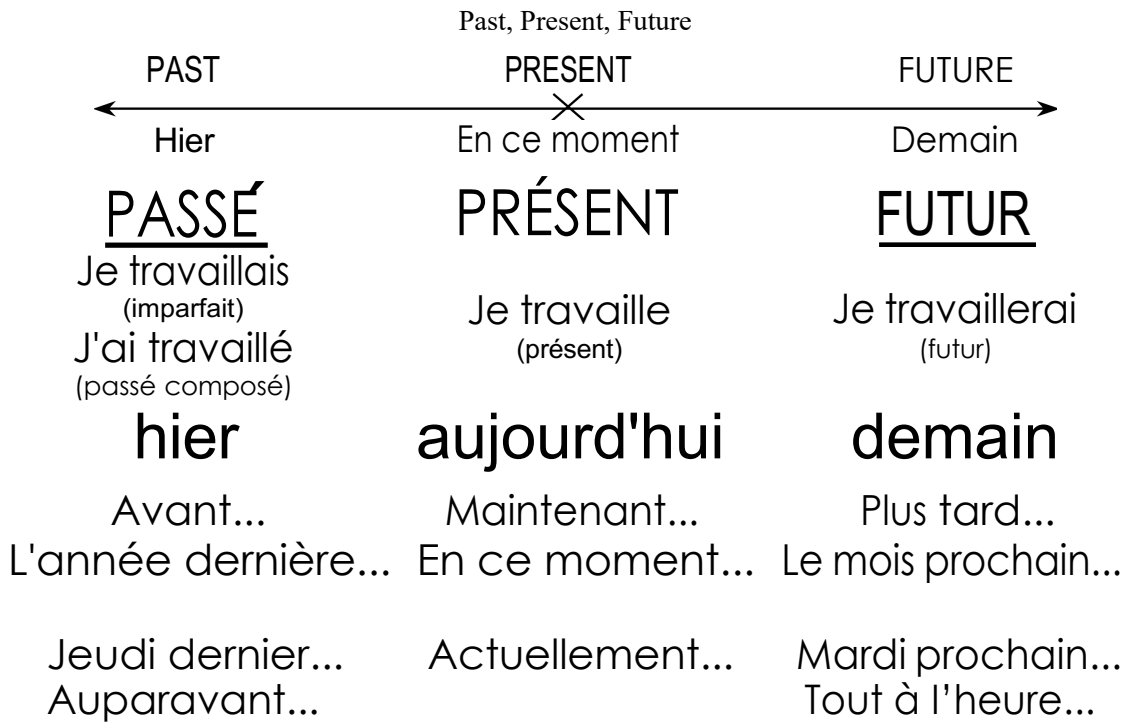 Past, Present, Future
PAST PRESENT FUTURE
Hier En ce moment Demain
PASSÉ PRÉSENT FUTUR
Je travaillais
(imparfait)
Je travaille
(présent)
Je travaillerai
(futur)
J'ai travaillé
(passé composé)
hier aujourd'hui demain
Avant... Maintenant... Plus tard...
L'année dernière... En ce moment... Le mois prochain...
Jeudi dernier... Actuellement... Mardi prochain...
Auparavant... Tout à l’heure...